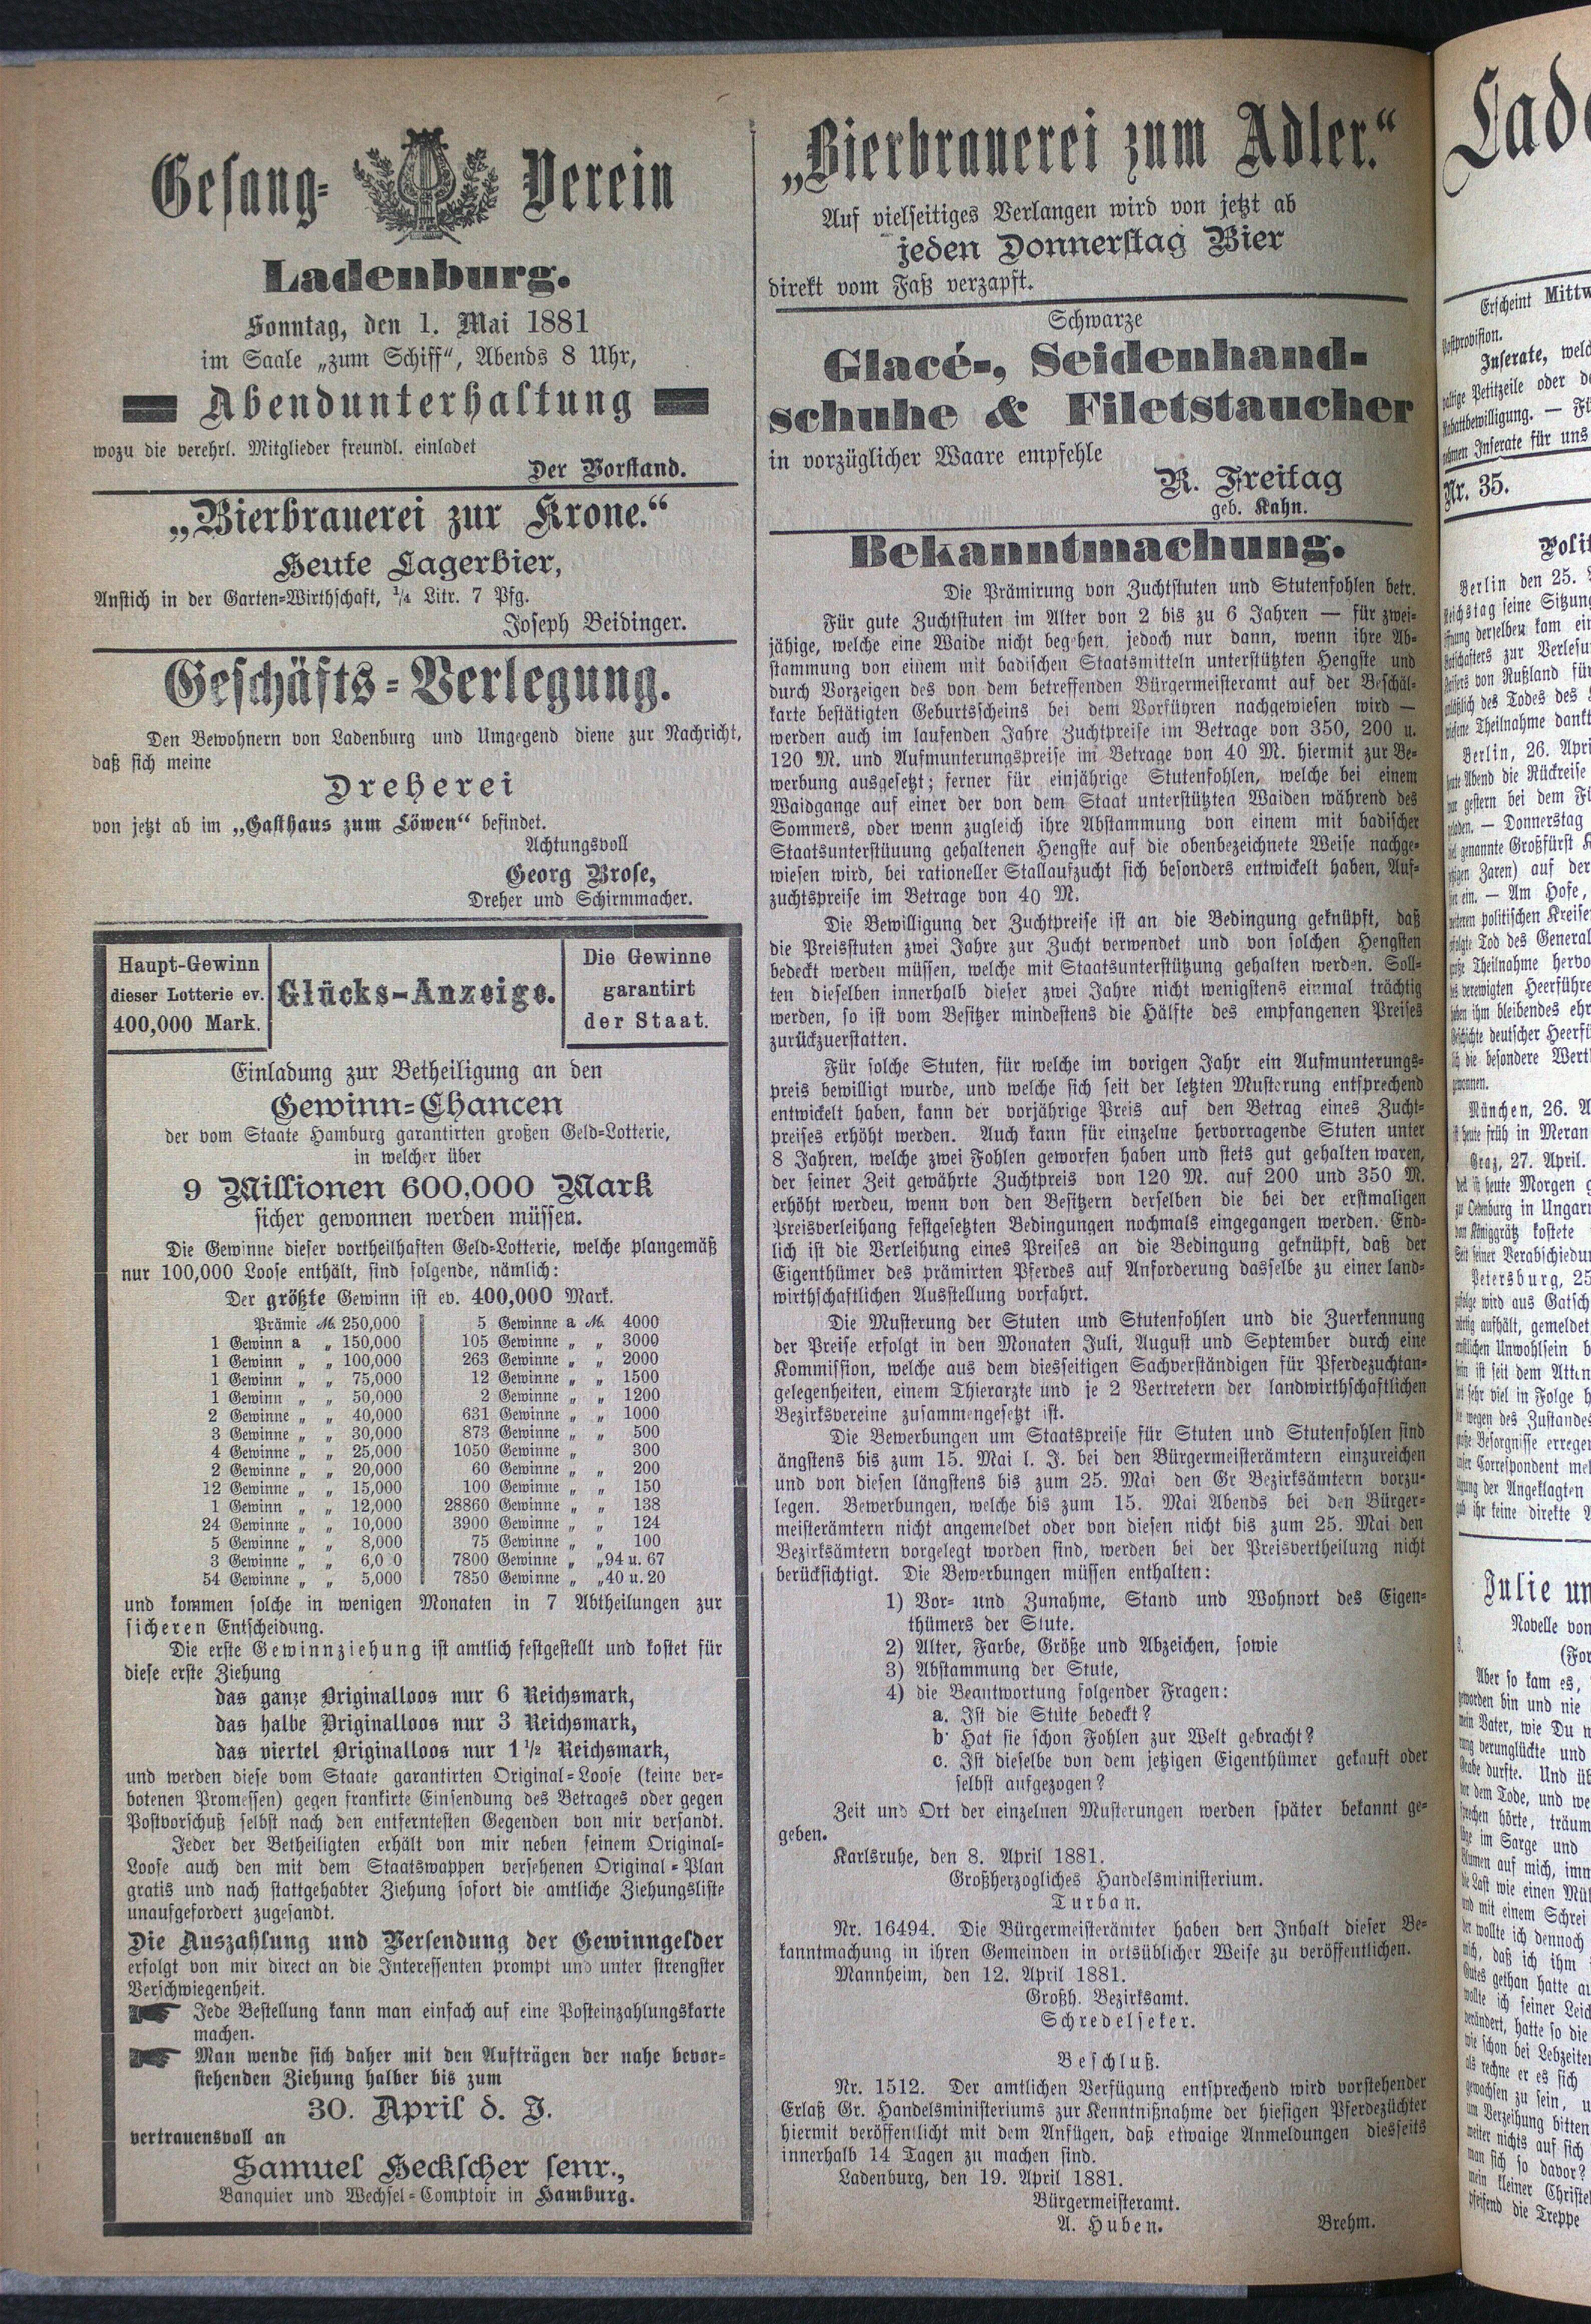 Gesang- Verein
Ladenburg.
Sonntag, den 1. Mai 1881
im Saale „zum Schiff“, Abends 8 Uhr,
Abendunterhaltung
wozu die verehrl. Mitglieder freundl. einladet
Der Vorstand.
„Bierbrauerei zur Krone.“
Heute Lagerbier,
Anstich in der Garten-Wirthschaft, 1/4 Litr. 7 Pfg.
Joseph Beidinger.
Geschäfts-Verlegung.
Den Bewohnern von Ladenburg und Umgegend diene zur Nachricht,
daß sich meine
Dreherei
von jetzt ab im „Gasthaus zum Löwen“ befindet.
Achtungsvoll
Georg Brose,
Dreher und Schirmmacher.
Haupt-Gewinn
dieser Lotterie ev.
400,000 Mark.
Glücks-Anzeige.
Die Gewinne
garantirt
der Staat.
Einladung zur Betheiligung an den
Gewinn-Chancen
der vom Staate Hamburg garantirten großen Geld-Lotterie,
in welcher über
9 Millionen 600,000 Mark
sicher gewonnen werden müssen.
Die Gewinne dieser vortheilhaften Geld-Lotterie, welche plangemäß
nur 100,000 Loose enthält, sind folgende, nämlich:
Der größte Gewinn ist ev. 400,000 Mark.
Prämie M. 250,000
1 Gewinn a „ 150,000
1 Gewinn „ „ 100,000
1 Gewinn „ „ 75,000
1 Gewinn „ „ 50,000
2 Gewinne „ „ 40,000
3 Gewinne „ „ 30,000
4 Gewinne „ „ 25,000
2 Gewinne „ „ 20,000
12 Gewinne „ „ 15,000
1 Gewinn „ „ 12,000
24 Gewinne „ „ 10,000
5 Gewinne „ „ 8,000
3 Gewinne „ „ 6,0 0
54 Gewinne „ „ 5,000
5 Gewinne a M. 4000
105 Gewinne „ „ 3000
263 Gewinne „ „ 2000
12 Gewinne „ „ 1500
2 Gewinne „ „ 1200
631 Gewinne „ „ 1000
873 Gewinne „ „ 500
1050 Gewinne „ 300
60 Gewinne „ „ 200
100 Gewinne „ „ 150
28860 Gewinne „ „ 138
3900 Gewinne „ „ 124
75 Gewinne „ „ 100
7800 Gewinne „ „94 u. 67
7850 Gewinne „ „40 u. 20
und kommen solche in wenigen Monaten in 7 Abtheilungen zur
sicheren Entscheidung.
Die erste Gewinnziehung ist amtlich festgestellt und kostet für
diese erste Ziehung
das ganze Originalloos nur 6 Reichsmark,
das halbe Originalloos nur 3 Reichsmark,
das viertel Originalloos nur 1 1/2 Reichsmark,
und werden diese vom Staate garantirten Original-Loose (keine ver-
botenen Promessen) gegen frankirte Einsendung des Betrages oder gegen
Postvorschuß selbst nach den entferntesten Gegenden von mir versandt.
Jeder der Betheiligten erhält von mir neben seinem Original-
Loose auch den mit dem Staatswappen versehenen Original-Plan
gratis und nach stattgehabter Ziehung sofort die amtliche Ziehungsliste
unaufgefordert zugesandt.
Die Auszahlung und Versendung der Gewinngelder
erfolgt von mir direct an die Interessenten prompt und unter strengster
Verschwiegenheit.
Jede Bestellung kann man einfach auf eine Posteinzahlungskarte
machen.
Man wende sich daher mit den Aufträgen der nahe bevor-
stehenden Ziehung halber bis zum
30. April d. J.
vertrauensvoll an
Samuel Heckscher senr.,
Banquier und Wechsel-Comptoir in Hamburg.
„Bierbrauerei zum Adler.“
Auf vielseitiges Verlangen wird von jetzt ab
jeden Donnerstag Bier
direkt vom Faß verzapft.
Schwarze
Glacé-, Seidenhand-
schuhe & Filetstaucher
in vorzüglicher Waare empfehle
R. Freitag
geb. Kahn.
Bekanntmachung.
Die Prämirung von Zuchtstuten und Stutenfohlen betr.
Für gute Zuchtstuten im Alter von 2 bis zu 6 Jahren — für zwei-
jähige, welche eine Waide nicht begehen, jedoch nur dann, wenn ihre Ab-
stammung von einem mit badischen Staatsmitteln unterstützten Hengste und
durch Vorzeigen des von dem betreffenden Bürgermeisteramt auf der Beschäl-
karte bestätigten Geburtsscheins bei dem Vorführen nachgewiesen wird —
werden auch im laufenden Jahre Zuchtpreise im Betrage von 350, 200 u.
120 M. und Aufmunterungspreise im Betrage von 40 M. hiermit zur Be-
werbung ausgesetzt; ferner für einjährige Stutenfohlen, welche bei einem
Waidgange auf einer der von dem Staat unterstützten Waiden während des
Sommers, oder wenn zugleich ihre Abstammung von einem mit badischer
Staatsunterstüuung gehaltenen Hengste auf die obenbezeichnete Weise nachge-
wiesen wird, bei rationeller Stallaufzucht sich besonders entwickelt haben, Auf-
zuchtspreise im Betrage von 40 M.
Die Bewilligung der Zuchtpreise ist an die Bedingung geknüpft, daß
die Preisstuten zwei Jahre zur Zucht verwendet und von solchen Hengsten
bedeckt werden müssen, welche mit Staatsunterstützung gehalten werden. Soll-
ten dieselben innerhalb dieser zwei Jahre nicht wenigstens einmal trächtig
werden, so ist vom Besitzer mindestens die Hälfte des empfangenen Preises
zurückzuerstatten.
Für solche Stuten, für welche im vorigen Jahr ein Aufmunterungs-
preis bewilligt wurde, und welche sich seit der letzten Musterung entsprechend
entwickelt haben, kann der vorjährige Preis auf den Betrag eines Zucht-
preises erhöht werden. Auch kann für einzelne hervorragende Stuten unter
8 Jahren, welche zwei Fohlen geworfen haben und stets gut gehalten waren,
der seiner Zeit gewährte Zuchtpreis von 120 M. auf 200 und 350 M.
erhöht werdeu, wenn von den Besitzern derselben die bei der erstmaligen
Preisverleihang festgesetzten Bedingungen nochmals eingegangen werden. End-
lich ist die Verleihung eines Preises an die Bedingung geknüpft, daß der
Eigenthümer des prämirten Pferdes auf Anforderung dasselbe zu einer land-
wirthschaftlichen Ausstellung vorfahrt.
Die Musterung der Stuten und Stutenfohlen und die Zuerkennung
der Preise erfolgt in den Monaten Juli, August und September durch eine
Kommission, welche aus dem diesseitigen Sachverständigen für Pferdezuchtan-
gelegenheiten, einem Thierarzte und je 2 Vertretern der landwirthschaftlichen
Bezirksvereine zusammengesetzt ist.
Die Bewerbungen um Staatspreise für Stuten und Stutenfohlen sind
ängstens bis zum 15. Mai l. J. bei den Bürgermeisterämtern einzureichen
und von diesen längstens bis zum 25. Mai den Gr Bezirksämtern vorzu-
legen. Bewerbungen, welche bis zum 15. Mai Abends bei den Bürger-
meisterämtern nicht angemeldet oder von diesen nicht bis zum 25. Mai den
Bezirksämtern vorgelegt worden sind, werden bei der Preisvertheilung nicht
berücksichtigt. Die Bewerbungen müssen enthalten:
1) Vor- und Zunahme, Stand und Wohnort des Eigen-
thümers der Stute.
2) Alter, Farbe, Größe und Abzeichen, sowie
3) Abstammung der Stute,
4) die Beantwortung folgender Fragen:
a. Ist die Stute bedeckt?
b. Hat sie schon Fohlen zur Welt gebracht?
c. Ist dieselbe von dem jetzigen Eigenthümer gekauft oder
selbst aufgezogen?
Zeit und Ort der einzelnen Musterungen werden später bekannt ge-
geben.
Karlsruhe, den 8. April 1881.
Großherzogliches Handelsministerium.
Turban.
Nr. 16494. Die Bürgermeisterämter haben den Inhalt dieser Be-
kanntmachung in ihren Gemeinden in ortsüblicher Weise zu veröffentlichen.
Mannheim, den 12. April 1881.
Großh. Bezirksamt.
Schredelseker.
Beschluß.
Nr. 1512. Der amtlichen Verfügung entsprechend wird vorstehender
Erlaß Gr. Handelsministeriums zur Kenntnißnahme der hiesigen Pferdezüchter
hiermit veröffentlicht mit dem Anfügen, daß etwaige Anmeldungen diesseits
innerhalb 14 Tagen zu machen sind.
Ladenburg, den 19. April 1881.
Bürgermeisteramt.
A. Huben. Brehm.
Erscheint
Inserate,
Nr. 35.
Berlin den 25.
Berlin, 26.
München, 26.
Graz, 27. April.
Petersburg, 25
Julie
Novelle von
Aber so kam es,